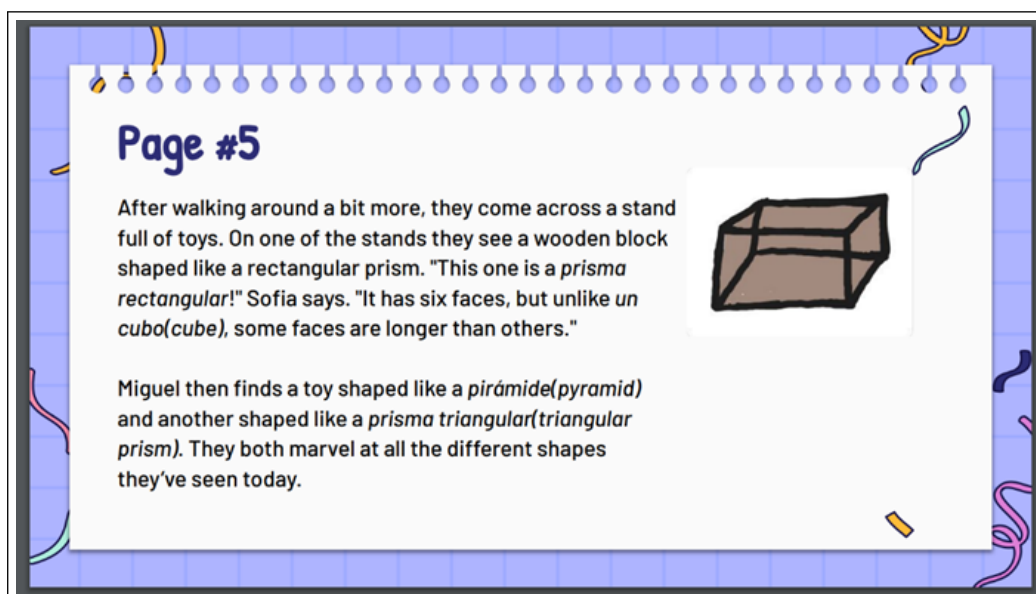 Page #5
After walking around a bit more, they come across a stand
full of toys. On one of the stands they see a wooden block
shaped like a rectangular prism. "This one is a prisma
rectangular!" Sofia says. "It has six faces, but unlike un
cubo(cube), some faces are longer than others."
Miguel then finds a toy shaped like a pirámide(pyramid)
and another shaped like a prisma triangular(triangular
prism). They both marvel at all the different shapes
they've seen today.